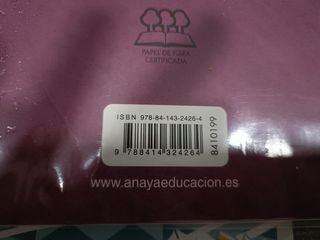 PAPEL DE FIBRA
CERTIFICADA
ISBN 978-84-143-2426-4
9 788414 324264
8410199
www.anayaeducacion.es